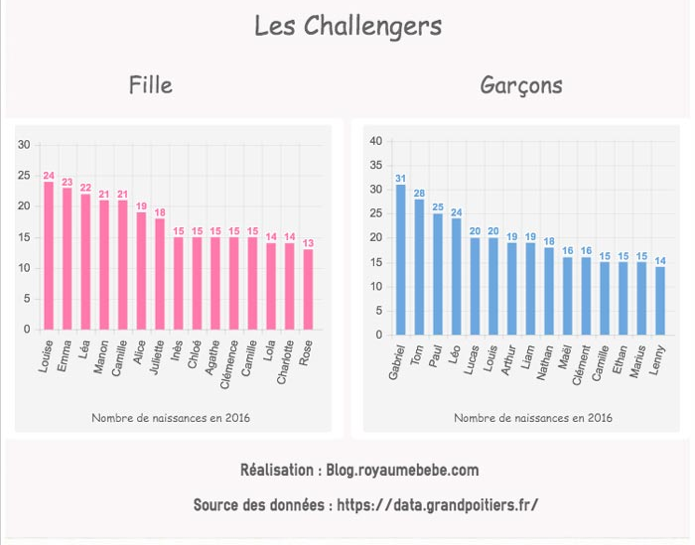 Les Challengers
Fille
Garçons
30
25
20
15
10
5
0
24
23
22
21
21
19
18
15
15
15
15
15
14
14
13
Louise
Emma
Léa
Manon
Camille
Alice
Juliette
Inès
Chloé
Agathe
Clémence
Camille
Lola
Charlotte
Rose
Nombre de naissances en 2016
40
35
30
25
20
15
10
5
0
31
28
25
24
20
20
19
19
18
16
16
15
15
15
14
Gabriel
Tom
Paul
Léo
Lucas
Louis
Arthur
Liam
Nathan
Maël
Clément
Camille
Ethan
Marius
Lenny
Nombre de naissances en 2016
Réalisation : Blog.royaumebebe.com
Source des données : https://data.grandpoitiers.fr/